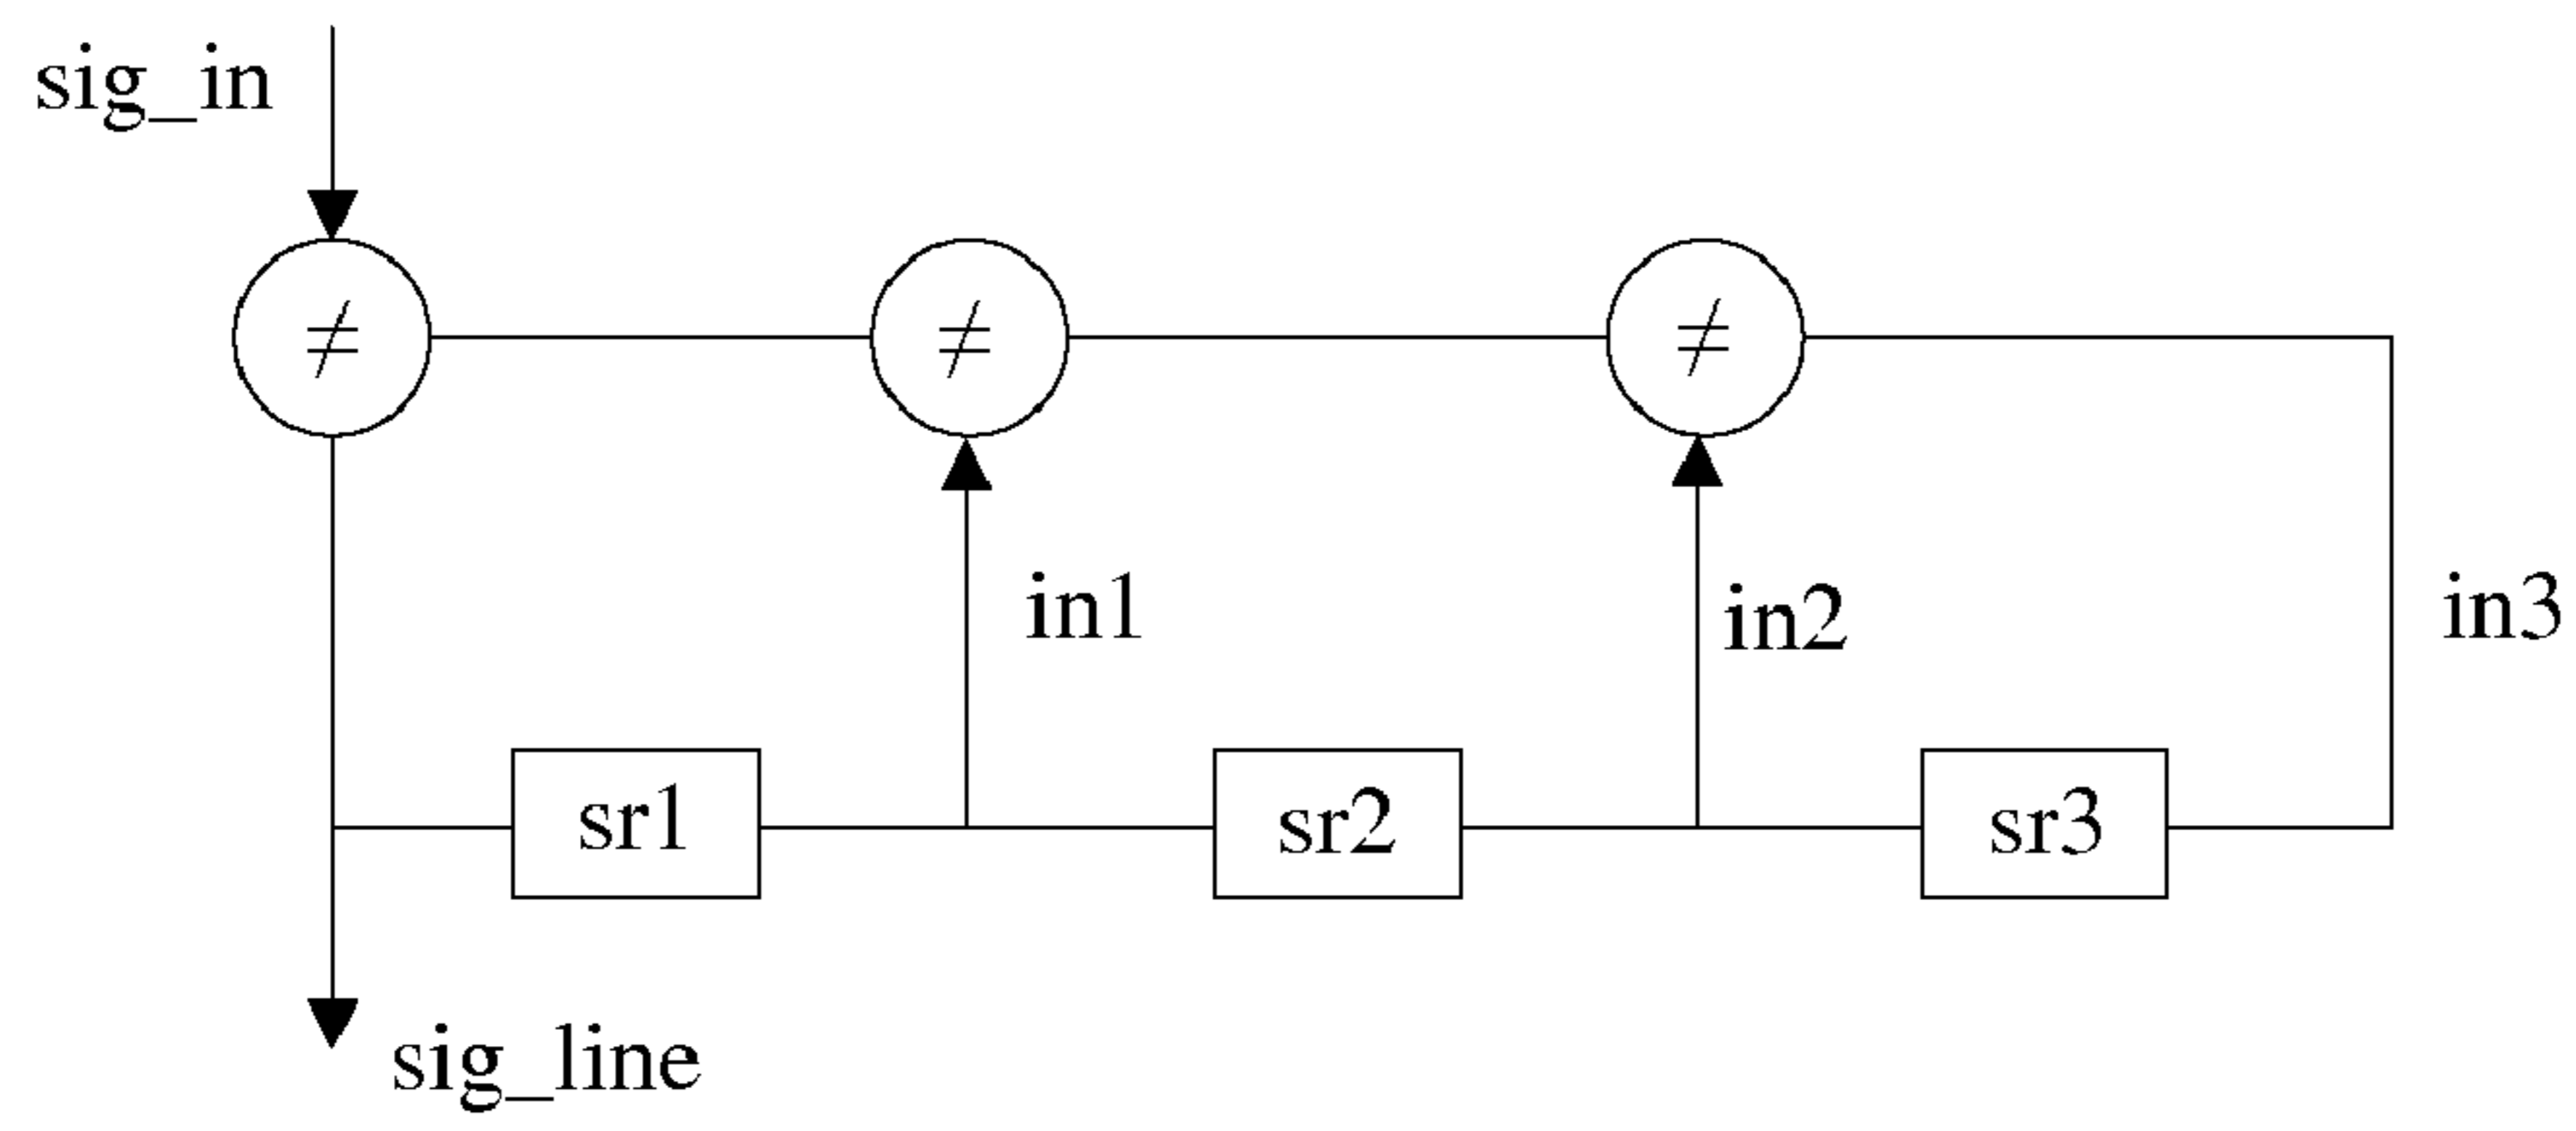 sig_in
≠ ≠ ≠
in1 in2 in3
sr1 sr2 sr3
sig_line